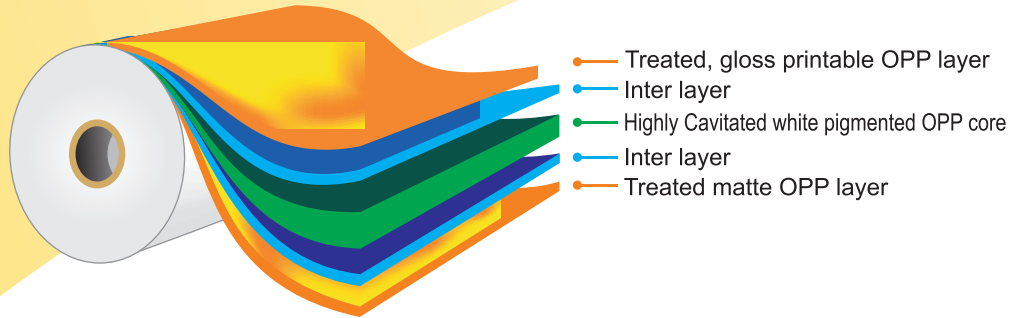 Treated, gloss printable OPP layer
Inter layer
Highly Cavitated white pigmented OPP core
Inter layer
Treated matte OPP layer